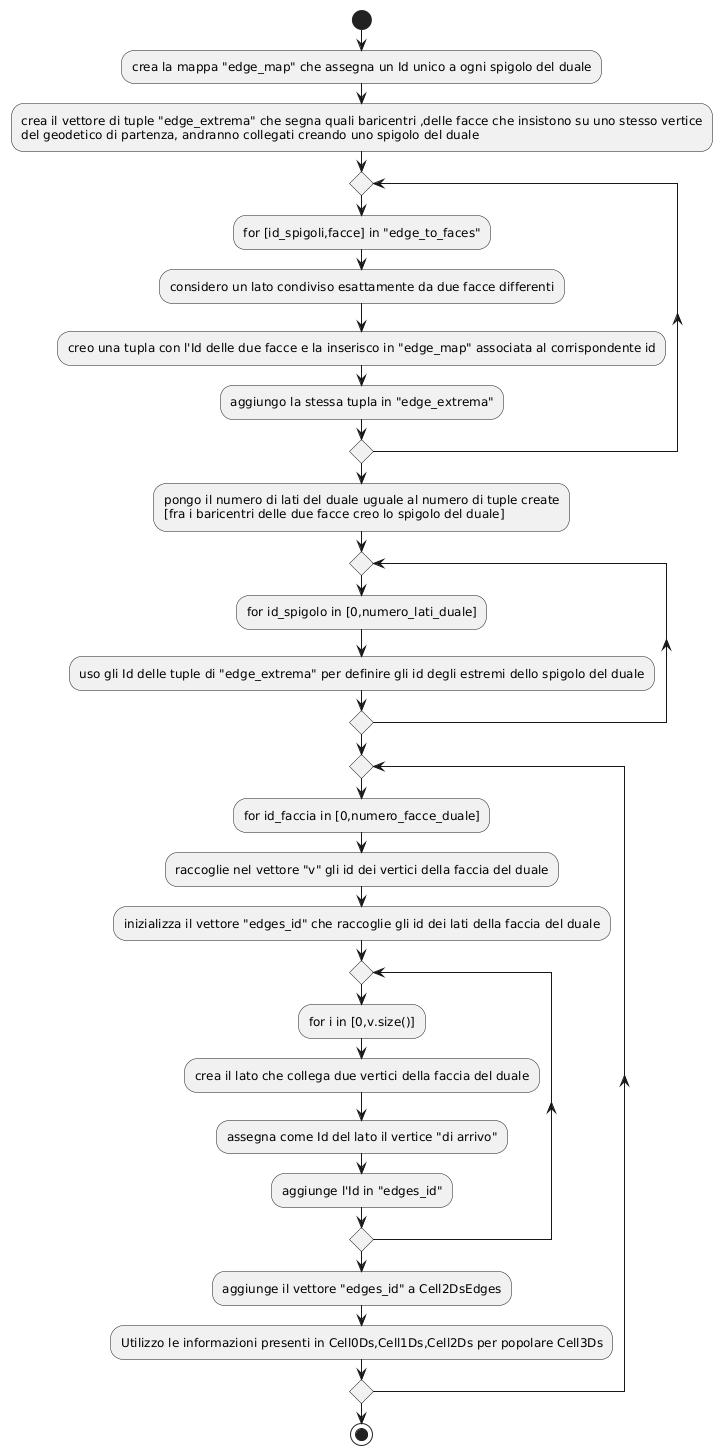 crea la mappa "edge_map" che assegna un Id unico a ogni spigolo del duale
crea il vettore di tuple "edge_extrema" che segna quali baricentri ,delle facce che insistono su uno stesso vertice
del geodetico di partenza, andranno collegati creando uno spigolo del duale
for [id_spigoli,facce] in "edge_to_faces"
considero un lato condiviso esattamente da due facce differenti
creo una tupla con l'Id delle due facce e la inserisco in "edge_map" associata al corrispondente id
aggiungo la stessa tupla in "edge_extrema"
pongo il numero di lati del duale uguale al numero di tuple create
[fra i baricentri delle due facce creo lo spigolo del duale]
for id_spigolo in [0,numero_lati_duale]
uso gli Id delle tuple di "edge_extrema" per definire gli id degli estremi dello spigolo del duale
for id_faccia in [0,numero_facce_duale]
raccoglie nel vettore "v" gli id dei vertici della faccia del duale
inizializza il vettore "edges_id" che raccoglie gli id dei lati della faccia del duale
for i in [0,v.size()]
crea il lato che collega due vertici della faccia del duale
assegna come Id del lato il vertice "di arrivo"
aggiunge l'Id in "edges_id"
aggiunge il vettore "edges_id" a Cell2DsEdges
Utilizzo le informazioni presenti in Cell0Ds,Cell1Ds,Cell2Ds per popolare Cell3Ds